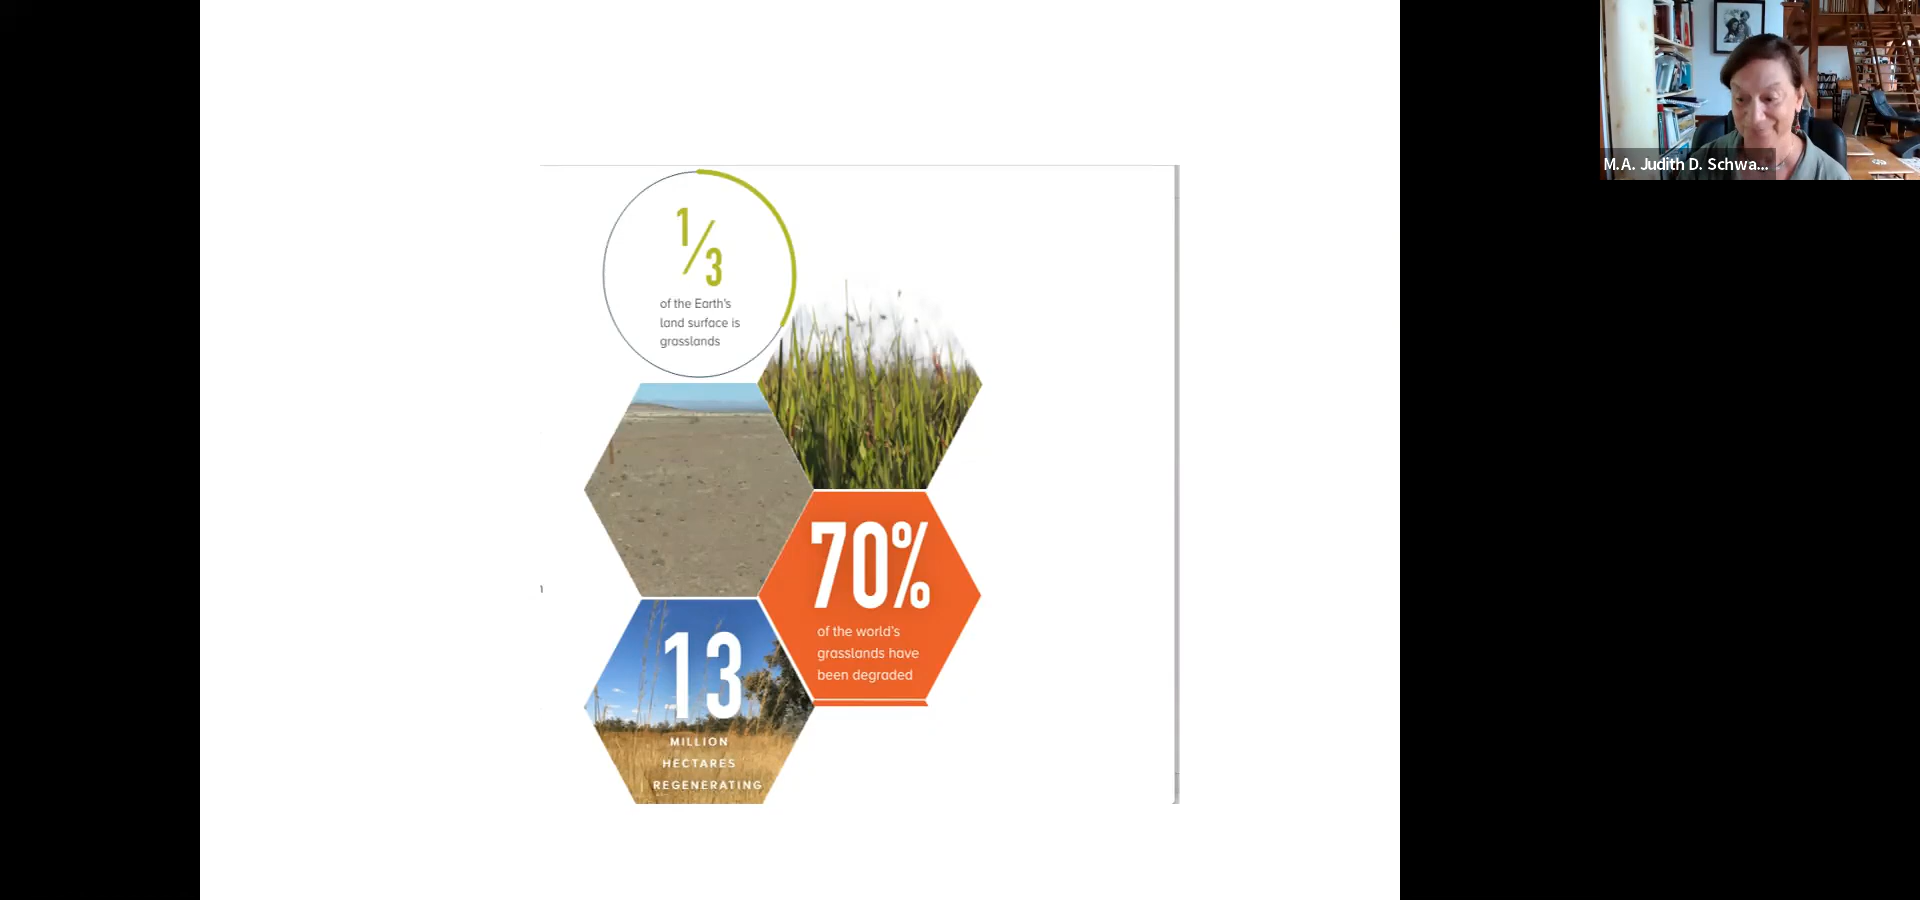 1/3
of the Earth's
land surface is
grasslands
70%
of the world's
grasslands have
been degraded
13
MILLION
HECTARES
REGENERATING
M.A. Judith D. Schwa...